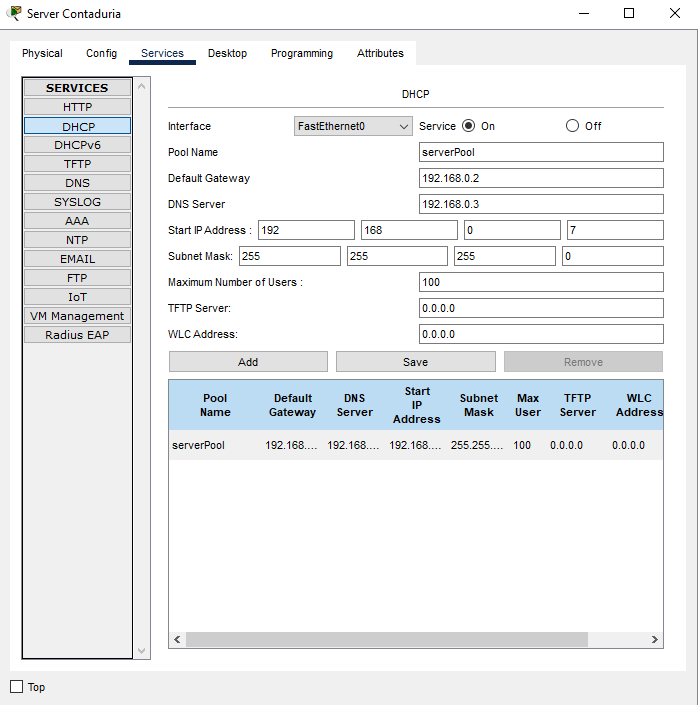 Server Contaduria
Physical Config Services Desktop Programming Attributes
SERVICES
HTTP
DHCP
DHCPv6
TFTP
DNS
SYSLOG
AAA
NTP
EMAIL
FTP
IoT
VM Management
Radius EAP
DHCP
Interface FastEthernet0 Service On Off
Pool Name serverPool
Default Gateway 192.168.0.2
DNS Server 192.168.0.3
Start IP Address : 192 168 0 7
Subnet Mask: 255 255 255 0
Maximum Number of Users : 100
TFTP Server: 0.0.0.0
WLC Address: 0.0.0.0
Add Save Remove
Pool Name Default Gateway DNS Server Start IP Address Subnet Mask Max User TFTP Server WLC Address
serverPool 192.168.... 192.168.... 192.168.... 255.255.... 100 0.0.0.0 0.0.0.0
Top